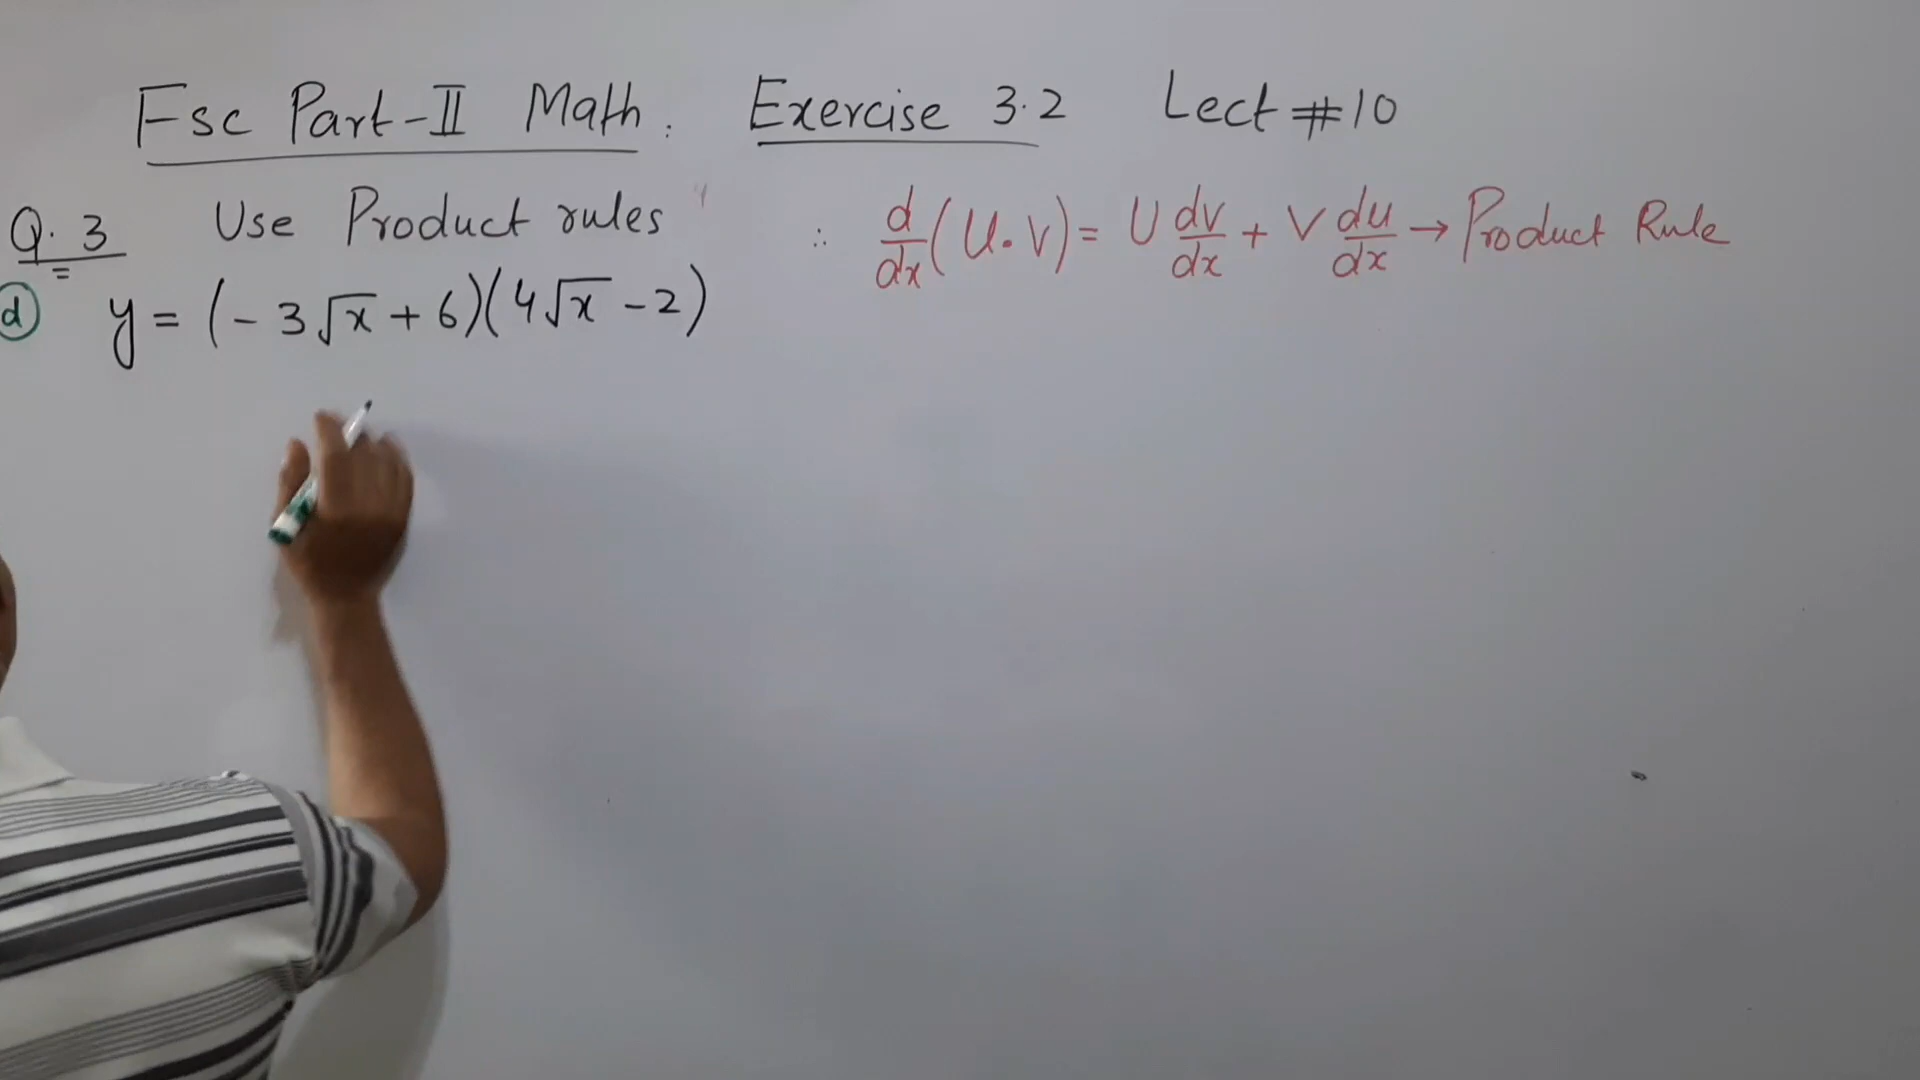 Fsc Part-II Math. Exercise 3.2 Lect #10
Q.3 Use Product rules ∴ d/dx(U.V)= U dv/dx + V du/dx → Product Rule
d y = (-3√x + 6)(4√x - 2)